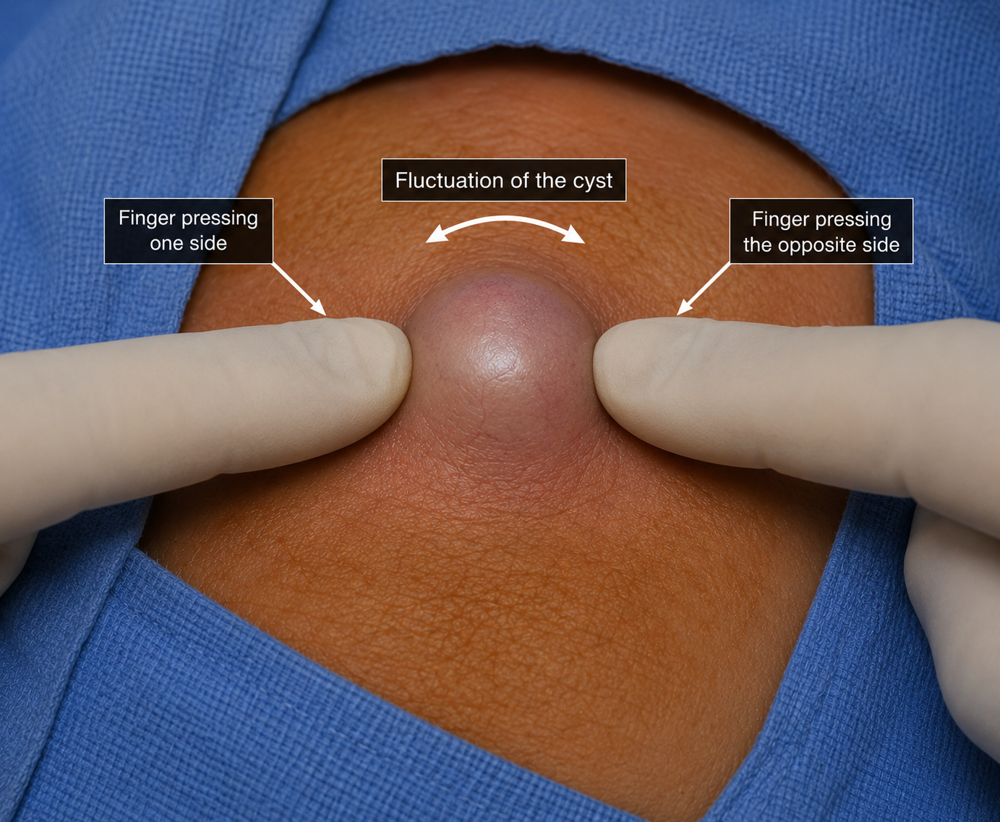 Fluctuation of the cyst
Finger pressing
one side
Finger pressing
the opposite side